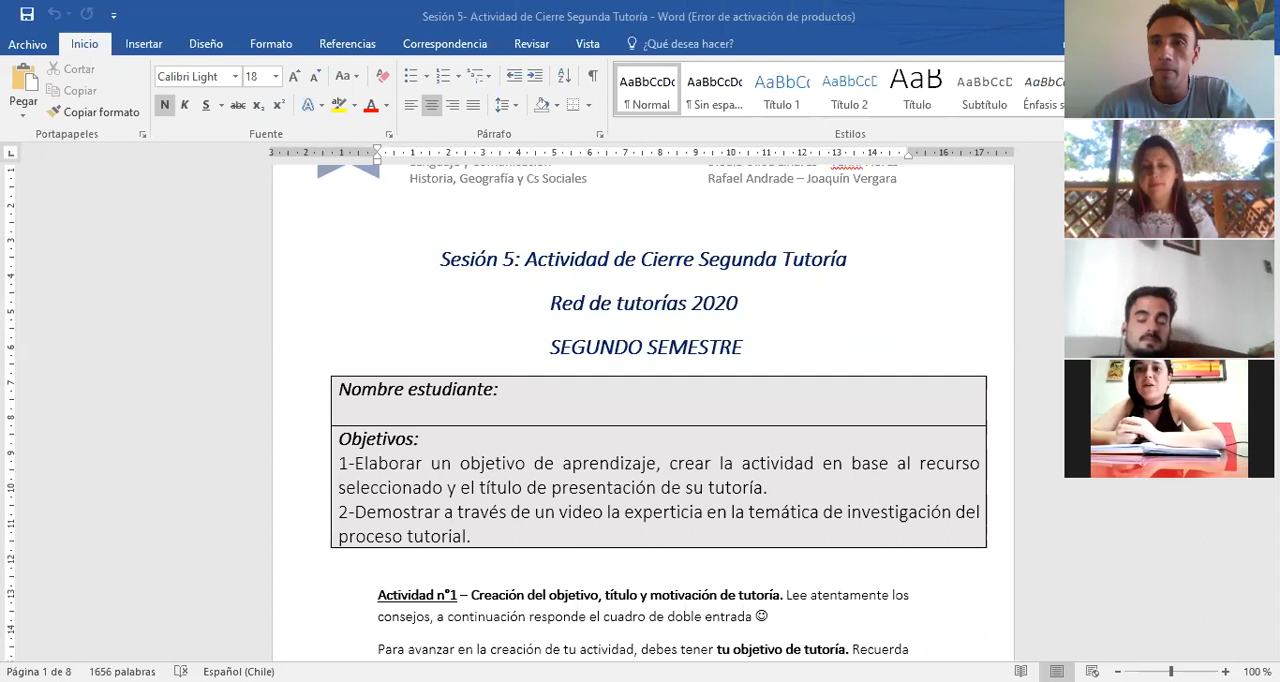 Sesión 5- Actividad de Cierre Segunda Tutoría - Word (Error de activación de productos)
Archivo Inicio Insertar Diseño Formato Referencias Correspondencia Revisar Vista ¿Qué desea hacer?
Pegar
Cortar
Copiar
Copiar formato
Portapapeles
Calibri Light 18
Fuente
Párrafo
AaBbCcDc AaBbCcDc AaBbCc AaBbCcD AaB AaBbCcD
¶ Normal ¶ Sin espa... Título 1 Título 2 Título Subtítulo Énfasis s
Estilos
Historia, Geografía y Cs Sociales
Rafael Andrade – Joaquín Vergara
Sesión 5: Actividad de Cierre Segunda Tutoría
Red de tutorías 2020
SEGUNDO SEMESTRE
Nombre estudiante:
Objetivos:
1-Elaborar un objetivo de aprendizaje, crear la actividad en base al recurso
seleccionado y el título de presentación de su tutoría.
2-Demostrar a través de un video la experticia en la temática de investigación del
proceso tutorial.
Actividad n°1 – Creación del objetivo, título y motivación de tutoría. Lee atentamente los
consejos, a continuación responde el cuadro de doble entrada ☺
Para avanzar en la creación de tu actividad, debes tener tu objetivo de tutoría. Recuerda
Página 1 de 8 1656 palabras Español (Chile) 100 %